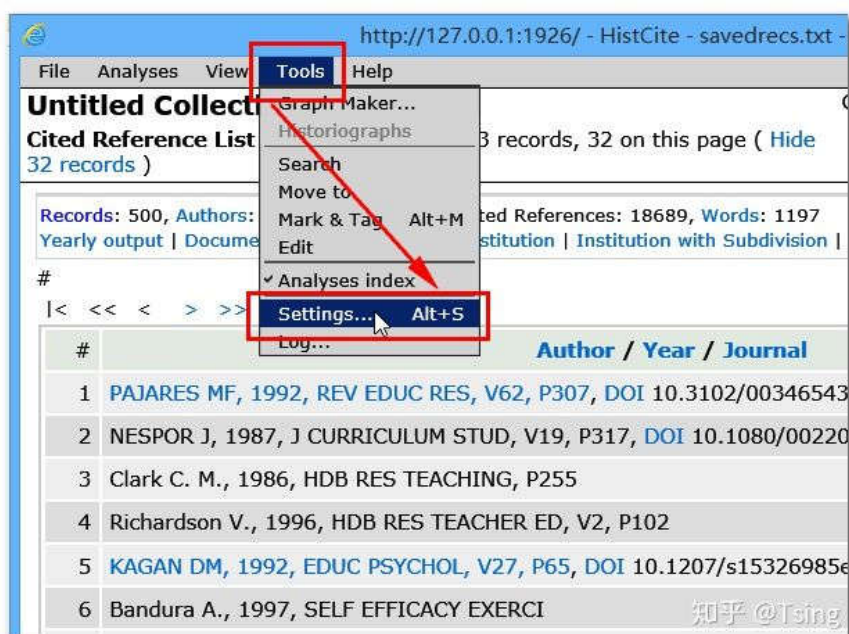 http://127.0.0.1:1926/ - HistCite - savedrecs.txt -
File Analyses View Tools Help
Untitled Collecti
Graph Maker...
Cited Reference List
Historiographs
3 records, 32 on this page ( Hide
32 records )
Search
Move to
Records: 500, Authors:
Mark & Tag Alt+M
ted References: 18689, Words: 1197
Yearly output | Docume
Edit
stitution | Institution with Subdivision |
#
✓ Analyses index
|< << < > >>
Settings... Alt+S
Log...
# Author / Year / Journal
1 PAJARES MF, 1992, REV EDUC RES, V62, P307, DOI 10.3102/00346543
2 NESPOR J, 1987, J CURRICULUM STUD, V19, P317, DOI 10.1080/00220
3 Clark C. M., 1986, HDB RES TEACHING, P255
4 Richardson V., 1996, HDB RES TEACHER ED, V2, P102
5 KAGAN DM, 1992, EDUC PSYCHOL, V27, P65, DOI 10.1207/s15326985e
6 Bandura A., 1997, SELF EFFICACY EXERCI
知乎 @Tsing